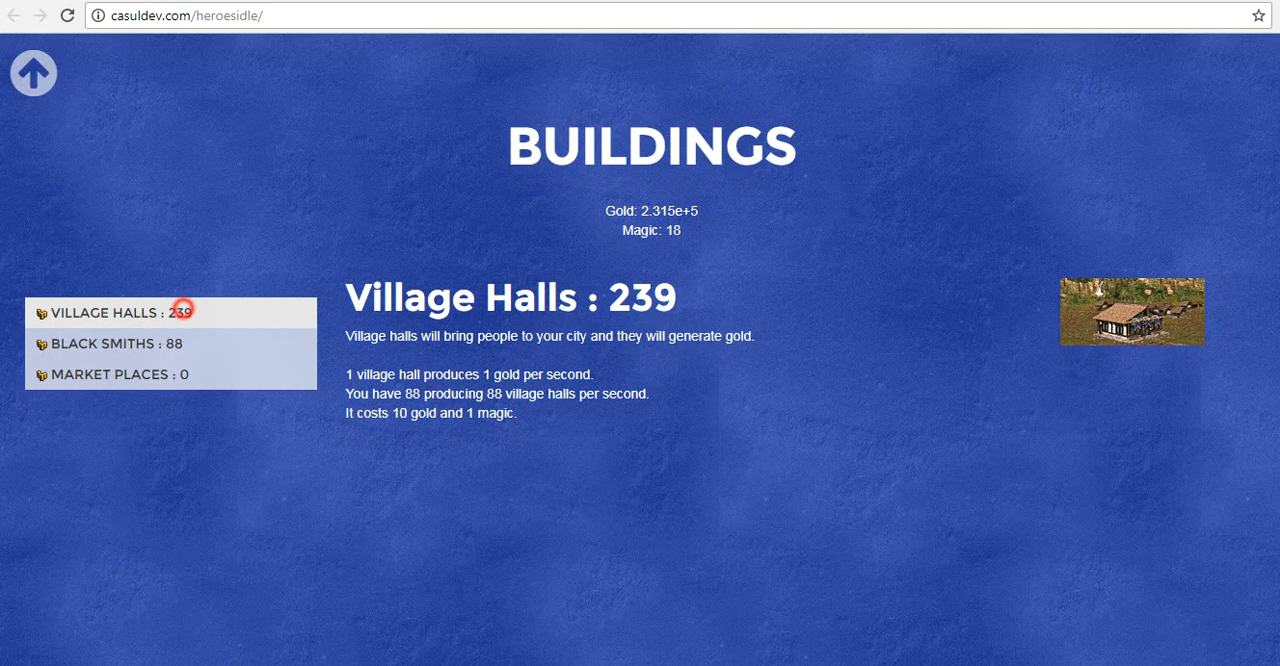 casuldev.com/heroesidle/
BUILDINGS
Gold: 2.315e+5
Magic: 18
VILLAGE HALLS : 239
BLACK SMITHS : 88
MARKET PLACES : 0
Village Halls : 239
Village halls will bring people to your city and they will generate gold.
1 village hall produces 1 gold per second.
You have 88 producing 88 village halls per second.
It costs 10 gold and 1 magic.